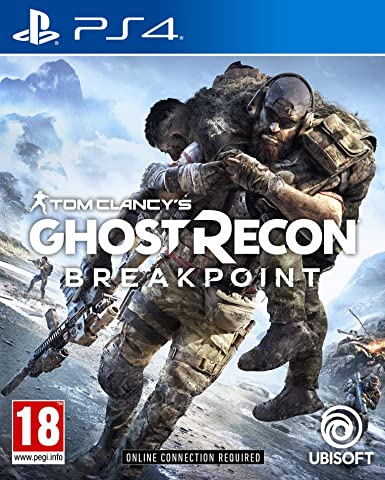 PS4
TOM CLANCY'S
GHOST RECON
BREAKPOINT
18
www.pegi.info
ONLINE CONNECTION REQUIRED
UBISOFT